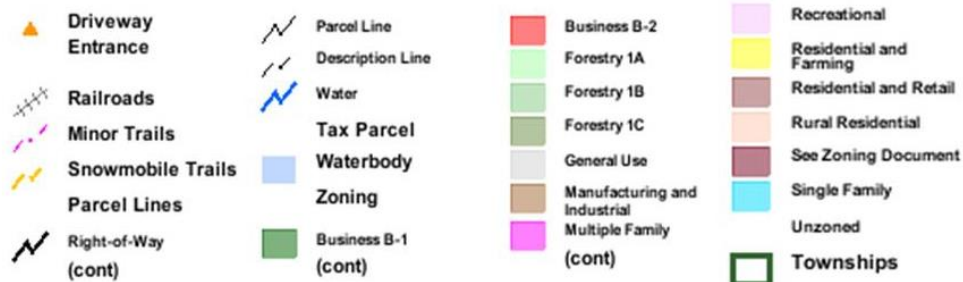 Driveway
Entrance
Railroads
Minor Trails
Snowmobile Trails
Parcel Lines
Right-of-Way
(cont)
Parcel Line
Description Line
Water
Tax Parcel
Waterbody
Zoning
Business B-1
(cont)
Business B-2
Forestry 1A
Forestry 1B
Forestry 1C
General Use
Manufacturing and
Industrial
Multiple Family
(cont)
Recreational
Residential and
Farming
Residential and Retail
Rural Residential
See Zoning Document
Single Family
Unzoned
Townships